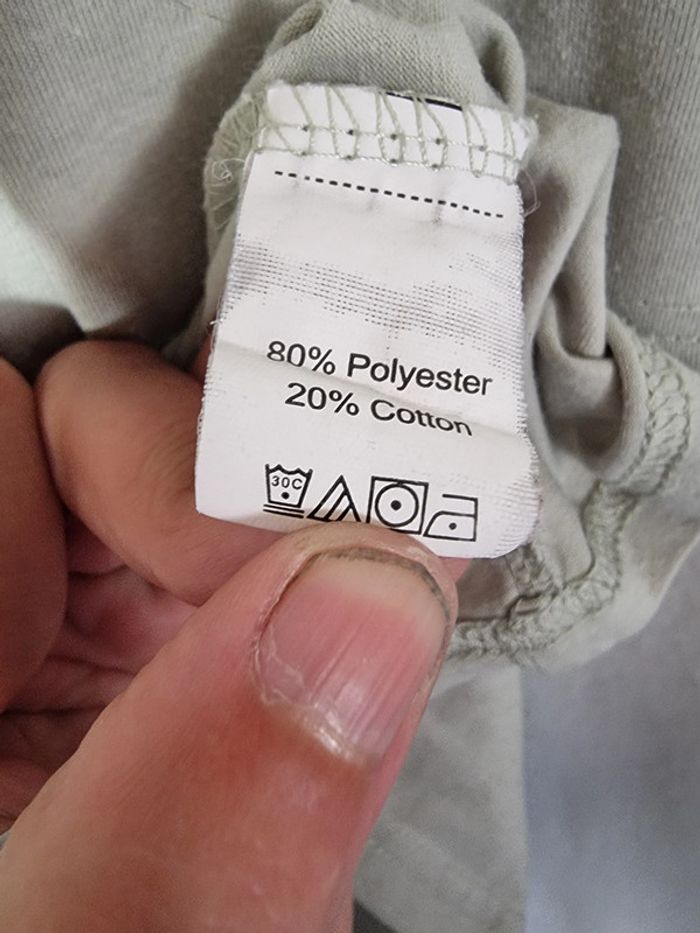 80% Polyester
20% Cotton
30C